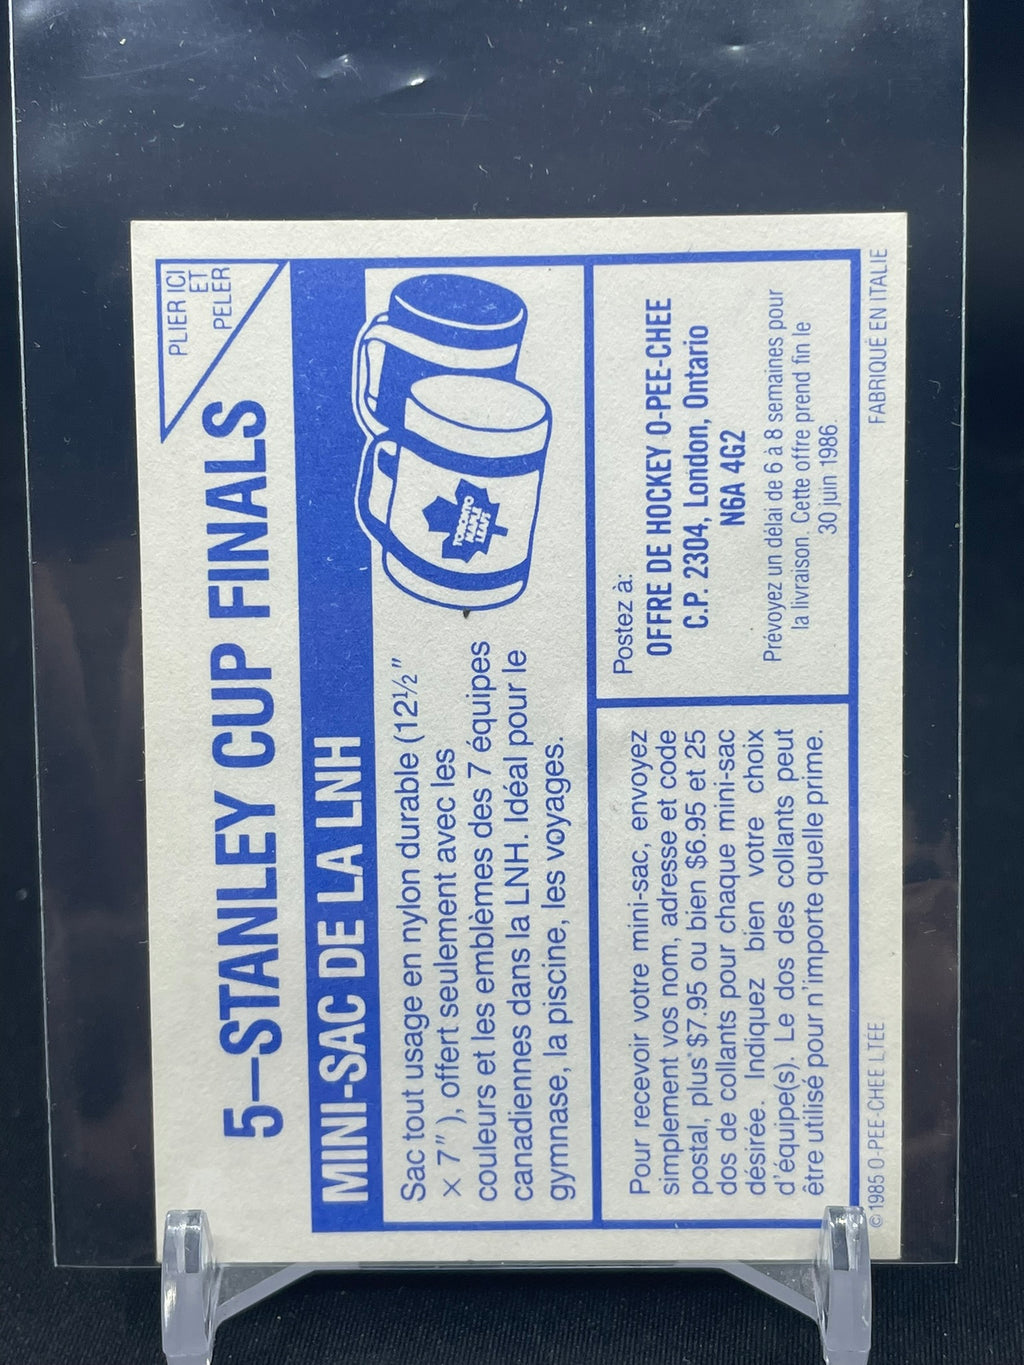 PLIER ICI
ET
PELER
5—STANLEY CUP FINALS
MINI-SAC DE LA LNH
Sac tout usage en nylon durable (12½"
× 7"), offert seulement avec les
couleurs et les emblèmes des 7 équipes
canadiennes dans la LNH. Idéal pour le
gymnase, la piscine, les voyages.
TORONTO
MAPLE
LEAFS
Pour recevoir votre mini-sac, envoyez
simplement vos nom, adresse et code
postal, plus $7.95 ou bien $6.95 et 25
dos de collants pour chaque mini-sac
désirée. Indiquez bien votre choix
d'équipe(s). Le dos des collants peut
être utilisé pour n'importe quelle prime.
Postez à:
OFFRE DE HOCKEY O-PEE-CHEE
C.P. 2304, London, Ontario
N6A 4G2
Prévoyez un délai de 6 à 8 semaines pour
la livraison. Cette offre prend fin le
30 juin 1986.
© 1985 O-PEE-CHEE LTÉE
FABRIQUÉ EN ITALIE